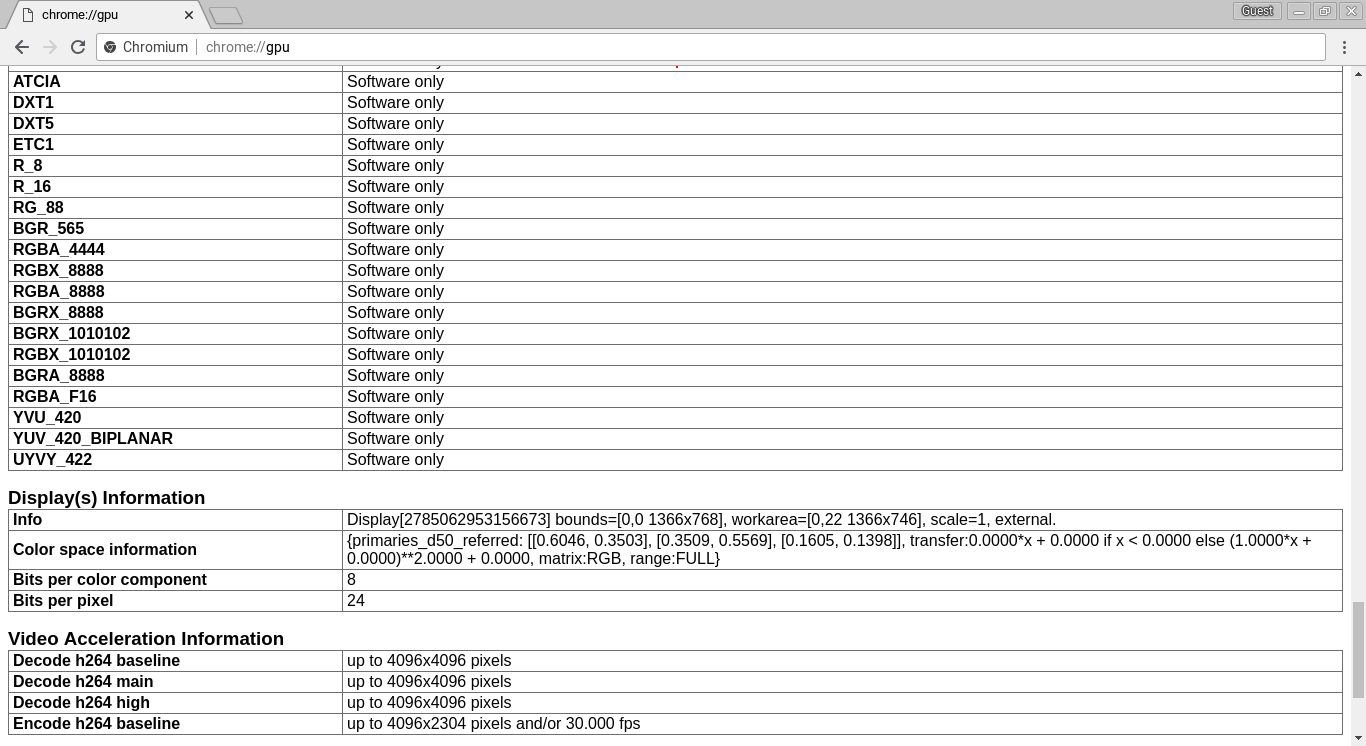 chrome://gpu
Guest
Chromium | chrome://gpu
ATCIA Software only
DXT1 Software only
DXT5 Software only
ETC1 Software only
R_8 Software only
R_16 Software only
RG_88 Software only
BGR_565 Software only
RGBA_4444 Software only
RGBX_8888 Software only
RGBA_8888 Software only
BGRX_8888 Software only
BGRX_1010102 Software only
RGBX_1010102 Software only
BGRA_8888 Software only
RGBA_F16 Software only
YVU_420 Software only
YUV_420_BIPLANAR Software only
UYVY_422 Software only
Display(s) Information
Info Display[2785062953156673] bounds=[0,0 1366x768], workarea=[0,22 1366x746], scale=1, external.
Color space information {primaries_d50_referred: [[0.6046, 0.3503], [0.3509, 0.5569], [0.1605, 0.1398]], transfer:0.0000*x + 0.0000 if x < 0.0000 else (1.0000*x +
0.0000)**2.0000 + 0.0000, matrix:RGB, range:FULL}
Bits per color component 8
Bits per pixel 24
Video Acceleration Information
Decode h264 baseline up to 4096x4096 pixels
Decode h264 main up to 4096x4096 pixels
Decode h264 high up to 4096x4096 pixels
Encode h264 baseline up to 4096x2304 pixels and/or 30.000 fps